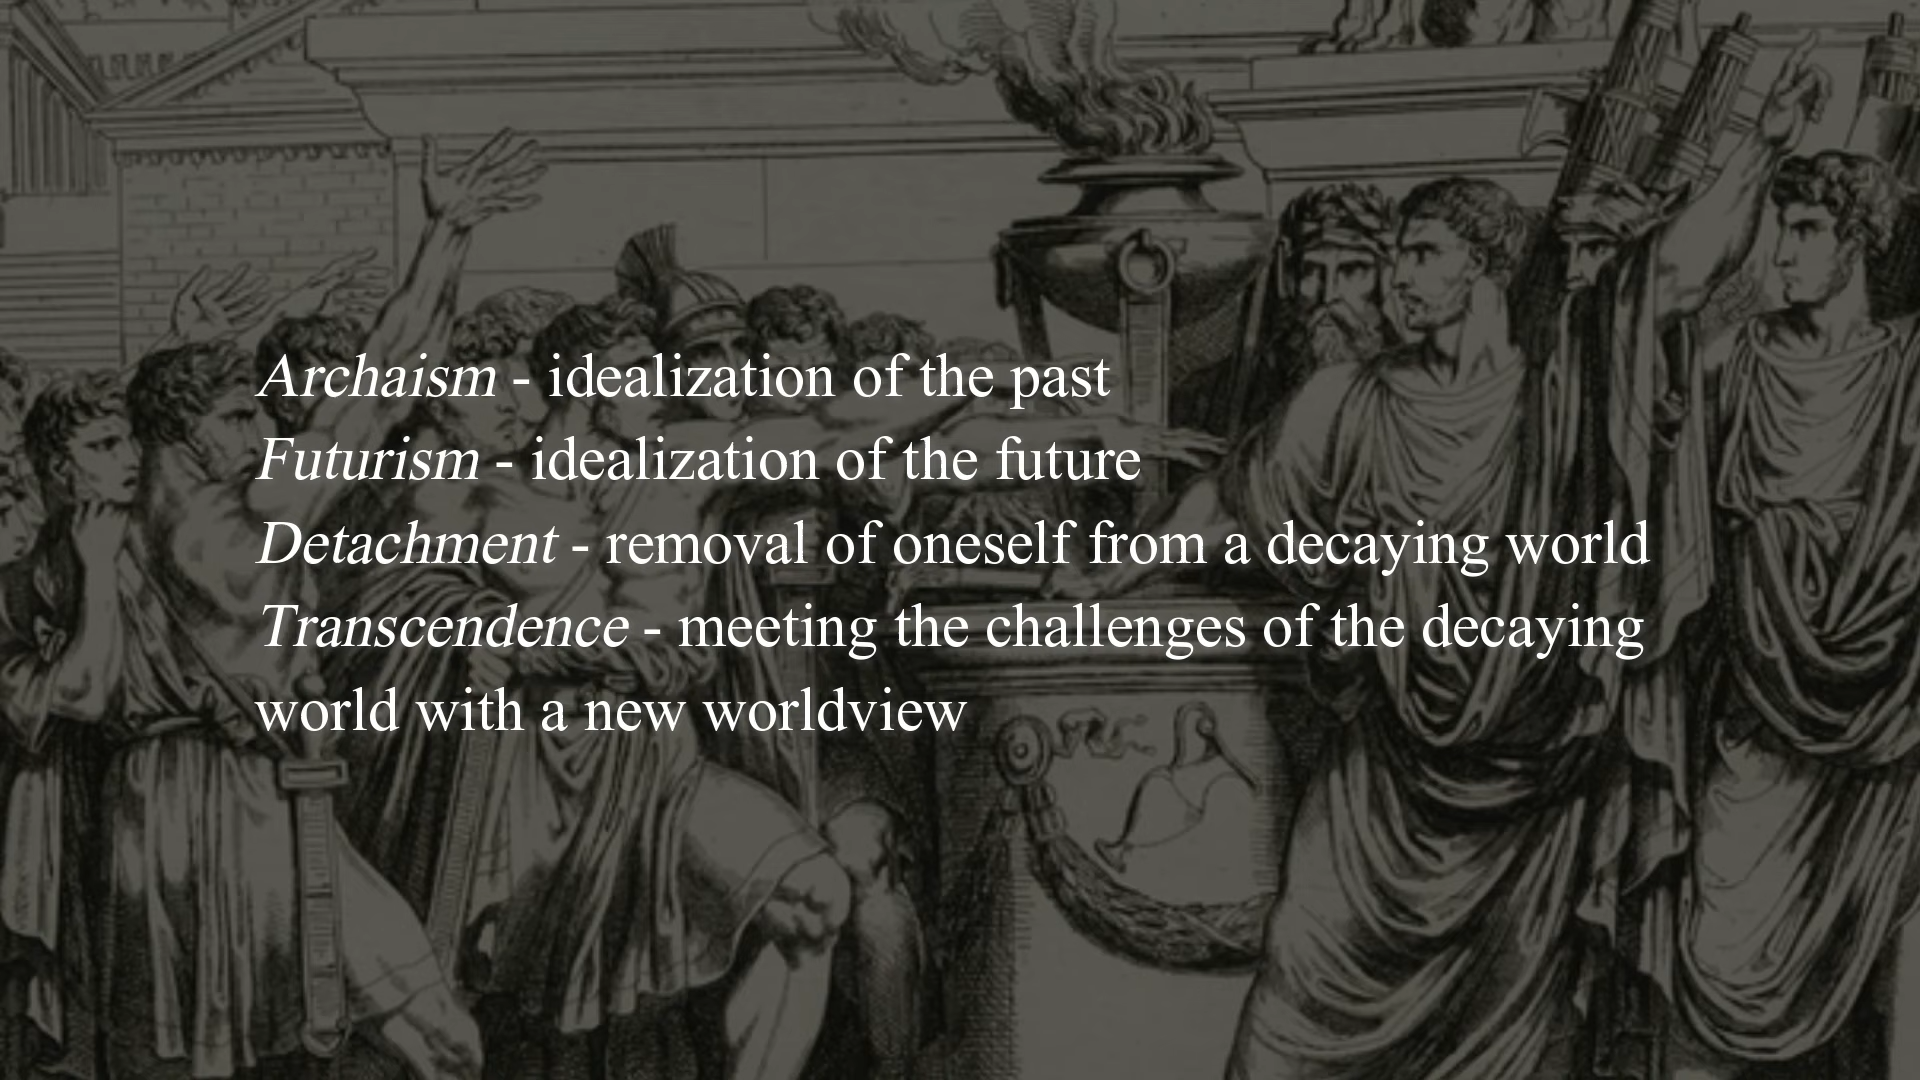 Archaism - idealization of the past
Futurism - idealization of the future
Detachment - removal of oneself from a decaying world
Transcendence - meeting the challenges of the decaying
world with a new worldview